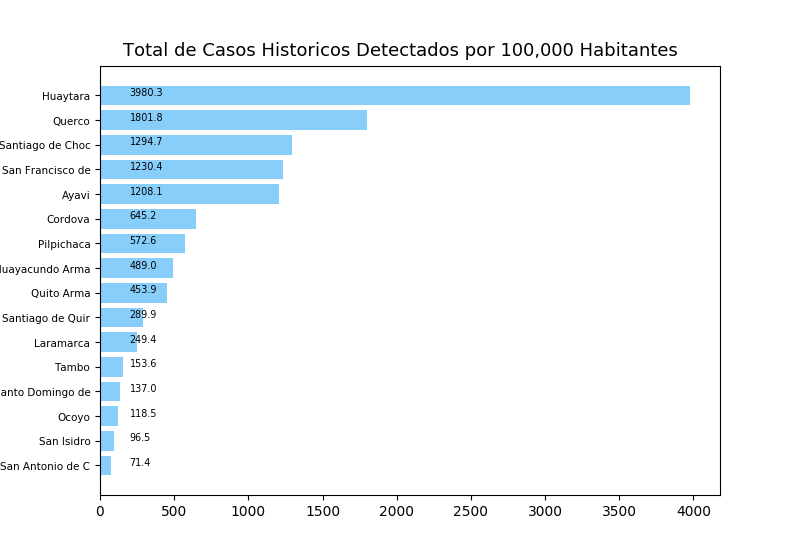 Total de Casos Historicos Detectados por 100,000 Habitantes
Huaytara 3980.3
Querco 1801.8
Santiago de Choc 1294.7
San Francisco de 1230.4
Ayavi 1208.1
Cordova 645.2
Pilpichaca 572.6
uayacundo Arma 489.0
Quito Arma 453.9
Santiago de Quir 289.9
Laramarca 249.4
Tambo 153.6
anto Domingo de 137.0
Ocoyo 118.5
San Isidro 96.5
San Antonio de C 71.4
0 500 1000 1500 2000 2500 3000 3500 4000